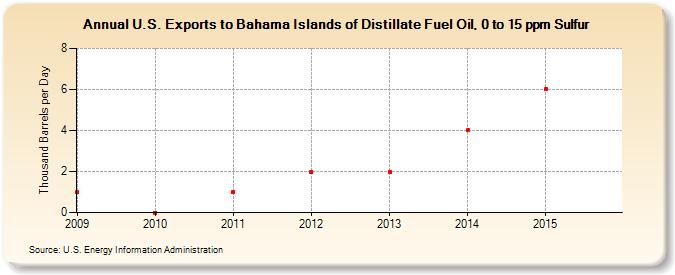 Annual U.S. Exports to Bahama Islands of Distillate Fuel Oil, 0 to 15 ppm Sulfur
Thousand Barrels per Day
8
6
4
2
0
2009 2010 2011 2012 2013 2014 2015
Source: U.S. Energy Information Administration